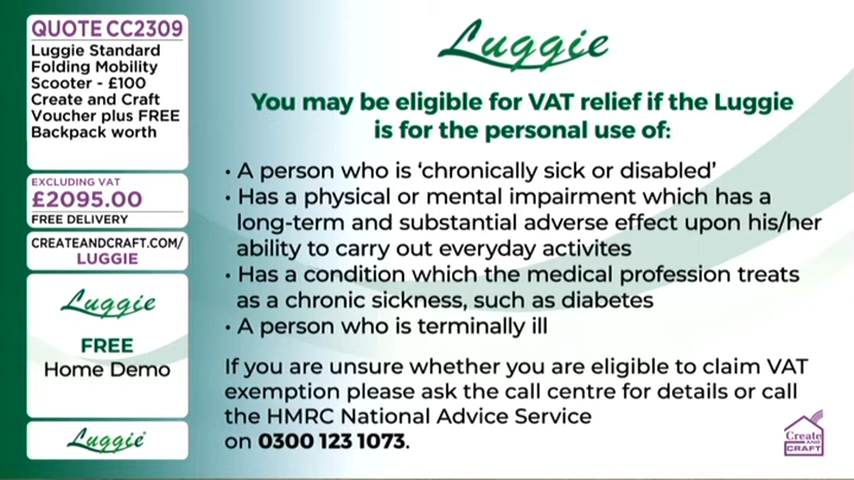 QUOTE CC2309
Luggie Standard
Folding Mobility
Scooter - £100
Create and Craft
Voucher plus FREE
Backpack worth
EXCLUDING VAT
£2095.00
FREE DELIVERY
CREATEANDCRAFT.COM/
LUGGIE
Luggie
FREE
Home Demo
Luggie
Luggie
You may be eligible for VAT relief if the Luggie
is for the personal use of:
• A person who is ‘chronically sick or disabled’
• Has a physical or mental impairment which has a
long-term and substantial adverse effect upon his/her
ability to carry out everyday activites
• Has a condition which the medical profession treats
as a chronic sickness, such as diabetes
• A person who is terminally ill
If you are unsure whether you are eligible to claim VAT
exemption please ask the call centre for details or call
the HMRC National Advice Service
on 0300 123 1073.
Create
AND
CRAFT